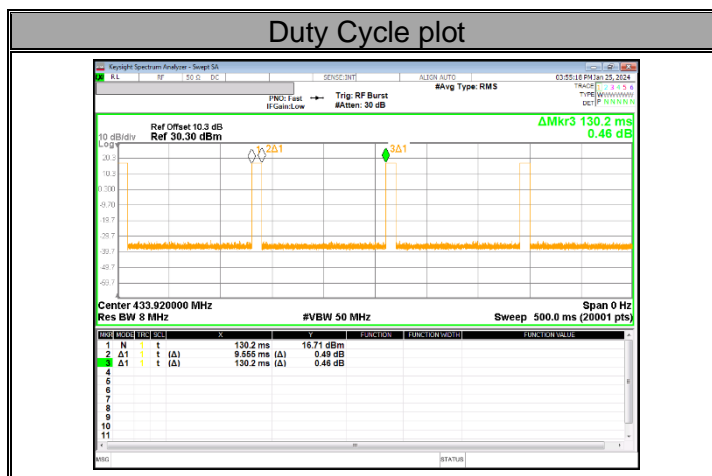 Duty Cycle plot
Keysight Spectrum Analyzer - Swept SA
RL RF 50 Ω DC SENSE:INT ALIGN AUTO 03:55:18 PM Jan 25, 2024
#Avg Type: RMS TRACE 1 2 3 4 5 6
PNO: Fast Trig: RF Burst TYPE WWWWWW
IFGain:Low #Atten: 30 dB DET P N N N N N
ΔMkr3 130.2 ms
0.46 dB
Ref Offset 10.3 dB
10 dB/div Ref 30.30 dBm
Log
1 2Δ1 3Δ1
20.3
10.3
0.300
-9.70
-19.7
-29.7
-39.7
-49.7
-59.7
Center 433.920000 MHz Span 0 Hz
Res BW 8 MHz #VBW 50 MHz Sweep 500.0 ms (20001 pts)
MKR MODE TRC SCL X Y FUNCTION FUNCTION WIDTH FUNCTION VALUE
1 N 1 t 130.2 ms 16.71 dBm
2 Δ1 1 t (Δ) 9.555 ms (Δ) 0.49 dB
3 Δ1 1 t (Δ) 130.2 ms (Δ) 0.46 dB
4
5
6
7
8
9
10
11
MSG STATUS